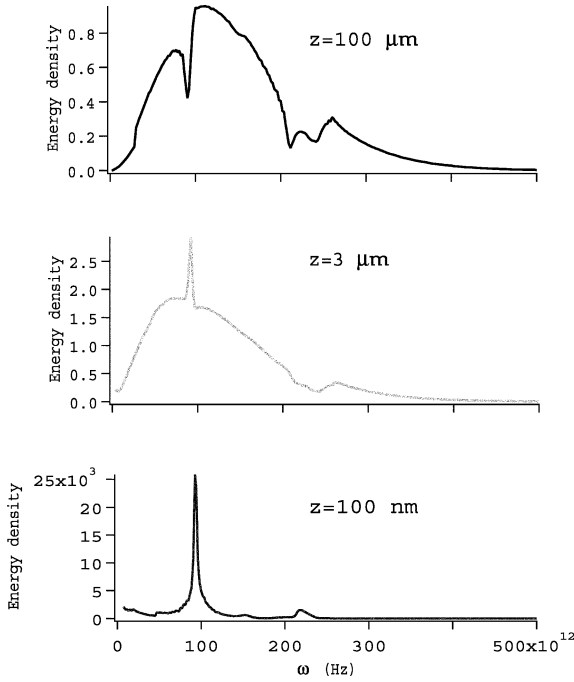 0.8
0.6
0.4
0.2
0.0
Energy density
z=100 μm
2.5
2.0
1.5
1.0
0.5
0.0
Energy density
z=3 μm
25x10³
20
15
10
5
0
Energy density
z=100 nm
0 100 200 300 500x10¹²
ω (Hz)